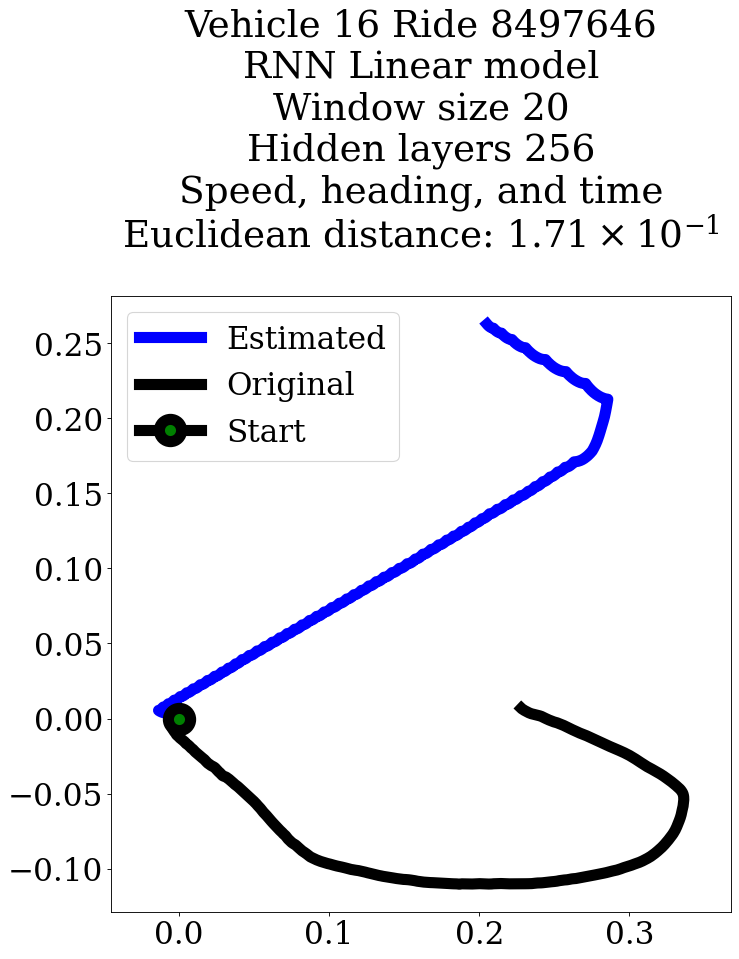 Vehicle 16 Ride 8497646
RNN Linear model
Window size 20
Hidden layers 256
Speed, heading, and time
Euclidean distance: 1.71 × 10⁻¹
Estimated
Original
Start
0.25
0.20
0.15
0.10
0.05
0.00
−0.05
−0.10
0.0 0.1 0.2 0.3